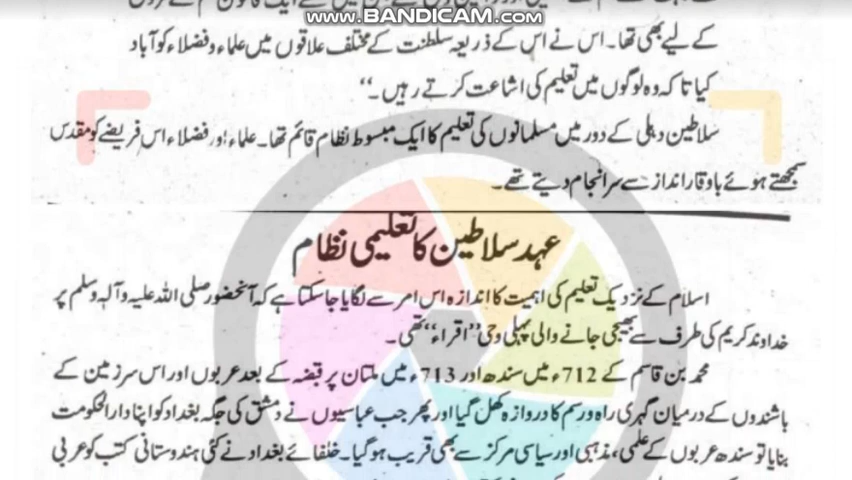 www.BANDICAM.com
کے لیے بھی تھا۔ اس نے اس کے ذریعہ سلطنت کے مختلف علاقوں میں علماء و فضلاء کو آباد
کیا تاکہ وہ لوگوں میں تعلیم کی اشاعت کرتے رہیں۔“
سلاطین دہلی کے دور میں مسلمانوں کی تعلیم کا ایک مبسوط نظام قائم تھا۔ علماء اور فضلاء اس فریضے کو مقدس
سمجھتے ہوئے باوقار انداز سے سرانجام دیتے تھے۔
عہد سلاطین کا تعلیمی نظام
اسلام کے نزدیک تعلیم کی اہمیت کا اندازہ اس امر سے لگایا جاسکتا ہے کہ آنحضور صلی اللہ علیہ وآلہ وسلم پر
خداوند کریم کی طرف سے بھیجی جانے والی پہلی وحی ”اقراء“ تھی۔
محمد بن قاسم کے 712ء میں سندھ اور 713ء میں ملتان پر قبضہ کے بعد عربوں اور اس سرزمین کے
باشندوں کے درمیان گہری راہ و رسم کا دروازہ کھل گیا اور پھر جب عباسیوں نے دمشق کی جگہ بغداد کو اپنا دارالحکومت
بنایا تو سندھ عربوں کے علمی، مذہبی اور سیاسی مرکز سے بھی قریب ہوگیا۔ خلفائے بغداد نے کئی ہندوستانی کتب کو عربی